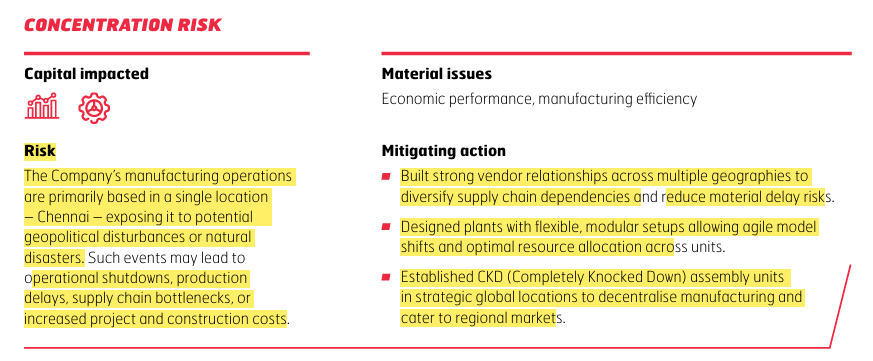 CONCENTRATION RISK
Capital impacted
Risk
The Company's manufacturing operations
are primarily based in a single location
– Chennai – exposing it to potential
geopolitical disturbances or natural
disasters. Such events may lead to
operational shutdowns, production
delays, supply chain bottlenecks, or
increased project and construction costs.
Material issues
Economic performance, manufacturing efficiency
Mitigating action
Built strong vendor relationships across multiple geographies to
diversify supply chain dependencies and reduce material delay risks.
Designed plants with flexible, modular setups allowing agile model
shifts and optimal resource allocation across units.
Established CKD (Completely Knocked Down) assembly units
in strategic global locations to decentralise manufacturing and
cater to regional markets.